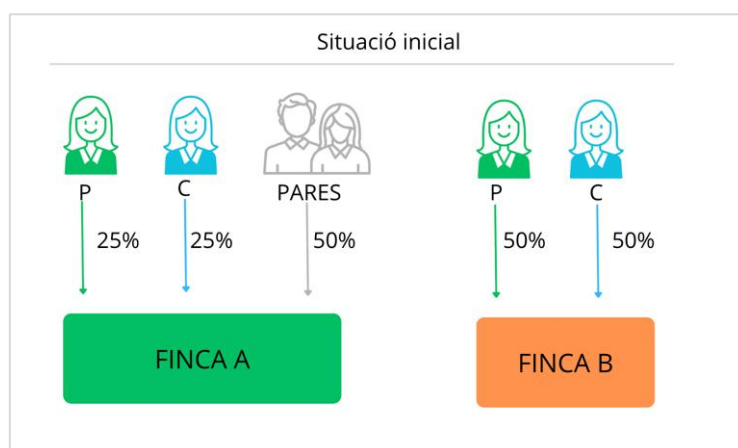 Situació inicial
P C PARES P C
25% 25% 50% 50% 50%
FINCA A FINCA B